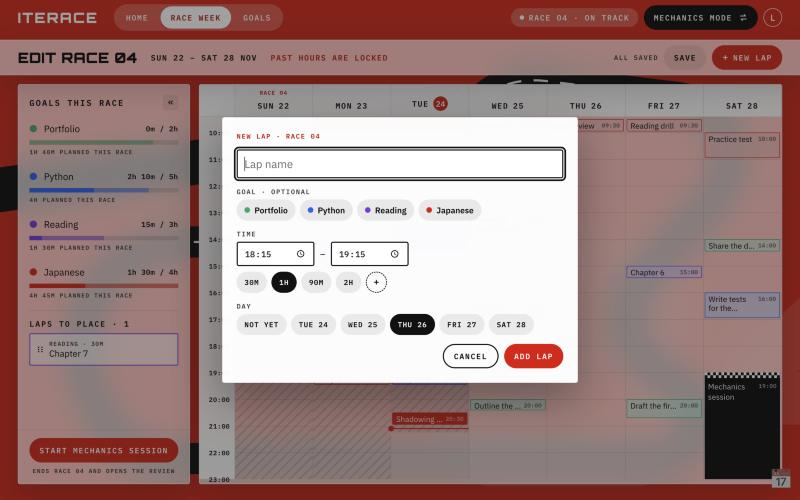 ITERACE HOME RACE WEEK GOALS RACE 04 · ON TRACK MECHANICS MODE L
EDIT RACE 04 SUN 22 – SAT 28 NOV PAST HOURS ARE LOCKED ALL SAVED SAVE + NEW LAP
GOALS THIS RACE «
Portfolio 0m / 2h
1H 40M PLANNED THIS RACE
Python 2h 10m / 5h
4H PLANNED THIS RACE
Reading 15m / 3h
1H 30M PLANNED THIS RACE
Japanese 1h 30m / 4h
4H 45M PLANNED THIS RACE
LAPS TO PLACE · 1
READING · 30M
Chapter 7
START MECHANICS SESSION
ENDS RACE 04 AND OPENS THE REVIEW
RACE 04
SUN 22 MON 23 TUE 24 WED 25 THU 26 FRI 27 SAT 28
10:
11:
12:
13:
14:
15:
16:
17:
18:
19:
20:00
21:00
22:00
23:00
NEW LAP · RACE 04
Lap name
GOAL · OPTIONAL
Portfolio Python Reading Japanese
TIME
18:15 – 19:15
30M 1H 90M 2H +
DAY
NOT YET TUE 24 WED 25 THU 26 FRI 27 SAT 28
CANCEL ADD LAP
view 09:30
Reading drill 09:30
Practice test 10:00
Share the d... 14:00
Chapter 6 15:00
Write tests for the... 16:00
Mechanics session 19:00
Shadowing ... 20:30
Outline the ... 20:00
Draft the fir... 20:00
17